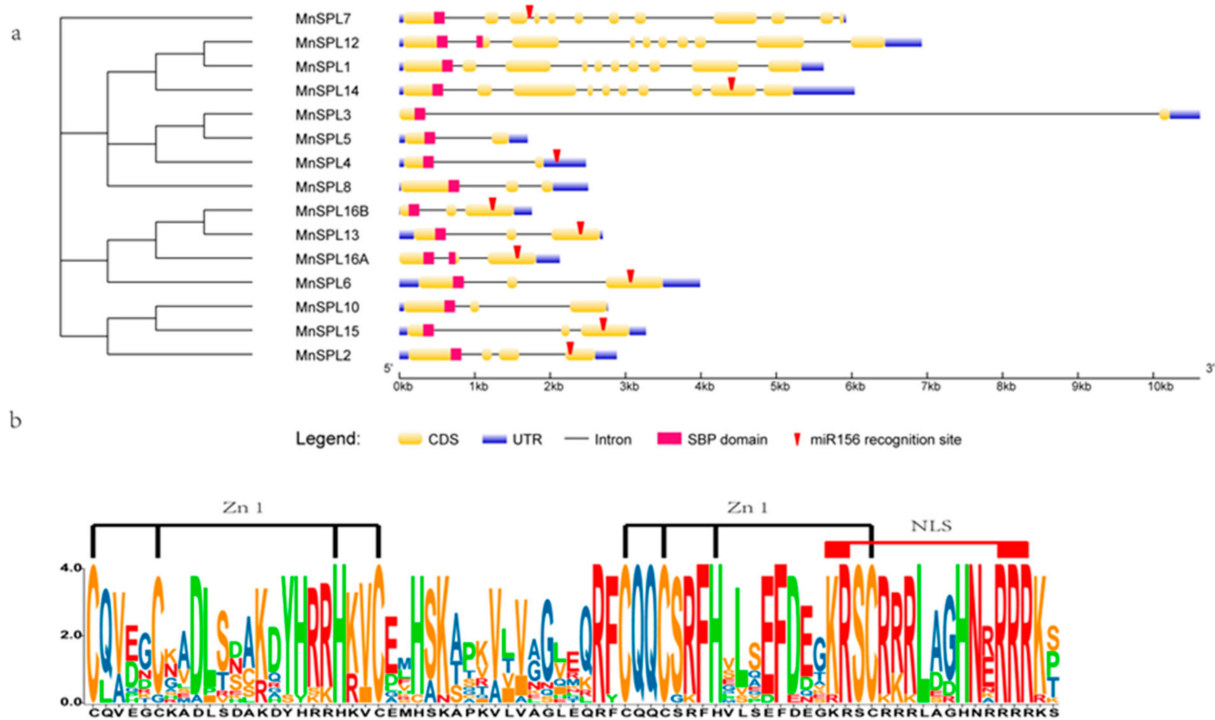 a
MnSPL7
MnSPL12
MnSPL1
MnSPL14
MnSPL3
MnSPL5
MnSPL4
MnSPL8
MnSPL16B
MnSPL13
MnSPL16A
MnSPL6
MnSPL10
MnSPL15
MnSPL2
5' 3'
0kb 1kb 2kb 3kb 4kb 5kb 6kb 7kb 8kb 9kb 10kb
b
Legend: CDS UTR Intron SBP domain miR156 recognition site
Zn 1 Zn 1 NLS
4.0
2.0
0.0
CQVEGCKADLSDAKDYHRRHKVCEMHSKAPKVLVAGLEQRFCQQCSRFHVLSEFDEGKRSCRRRLAGHNRRRRKS